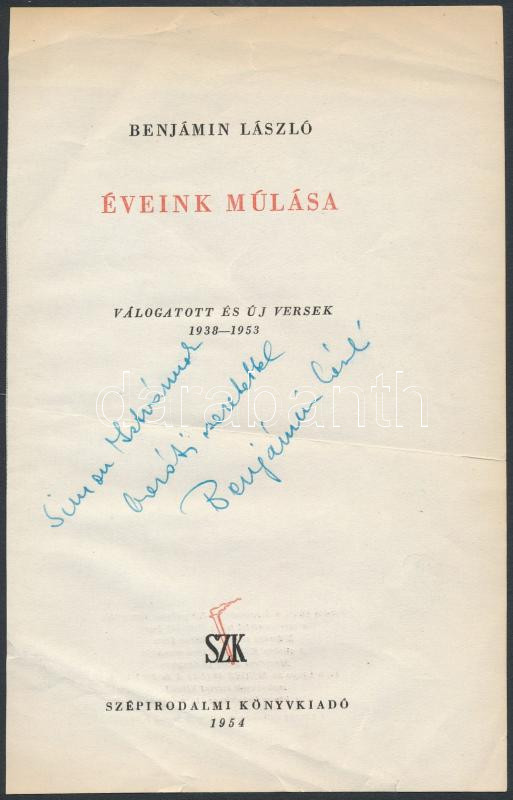 BENJÁMIN LÁSZLÓ
ÉVEINK MÚLÁSA
VÁLOGATOTT ÉS ÚJ VERSEK
1938—1953
Simon Istvánnak
baráti szeretettel
Benjámin László
darabanth
SZK
SZÉPIRODALMI KÖNYVKIADÓ
1954